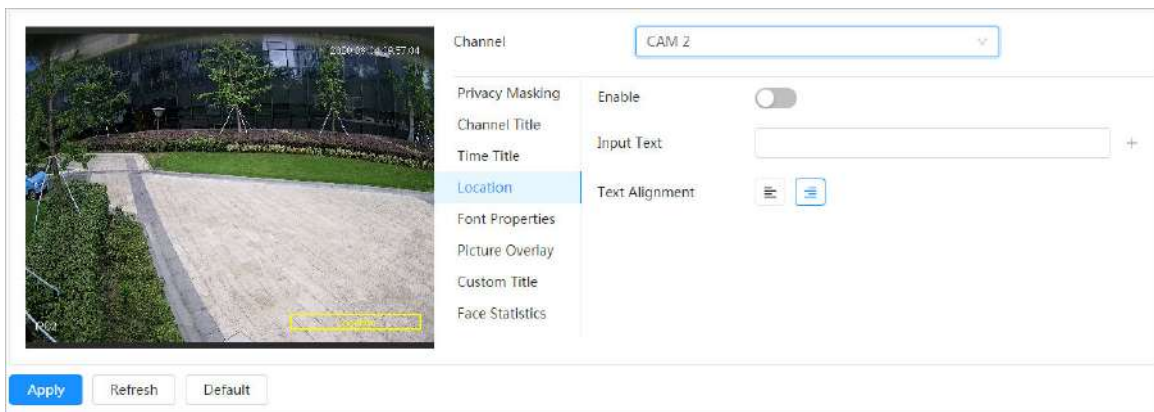 Channel
CAM 2
Privacy Masking
Channel Title
Time Title
Location
Font Properties
Picture Overlay
Custom Title
Face Statistics
Enable
Input Text
+
Text Alignment
Apply
Refresh
Default